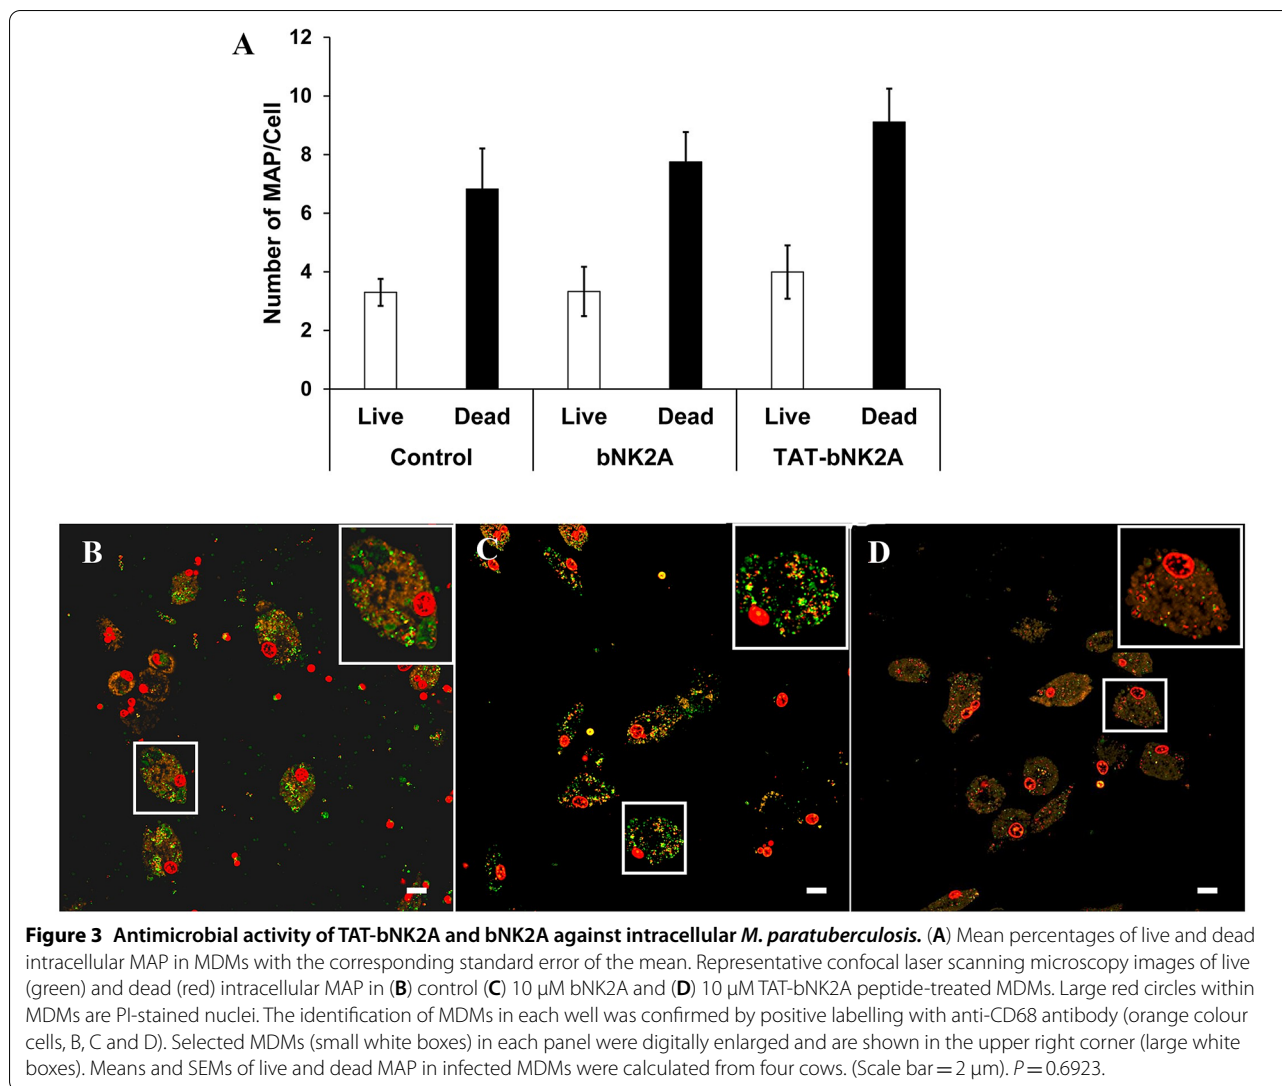 A
12
10
8
6
4
2
0
Number of MAP/Cell
Live Dead Live Dead Live Dead
Control bNK2A TAT-bNK2A
B C D
Figure 3 Antimicrobial activity of TAT-bNK2A and bNK2A against intracellular M. paratuberculosis. (A) Mean percentages of live and dead
intracellular MAP in MDMs with the corresponding standard error of the mean. Representative confocal laser scanning microscopy images of live
(green) and dead (red) intracellular MAP in (B) control (C) 10 µM bNK2A and (D) 10 µM TAT-bNK2A peptide-treated MDMs. Large red circles within
MDMs are PI-stained nuclei. The identification of MDMs in each well was confirmed by positive labelling with anti-CD68 antibody (orange colour
cells, B, C and D). Selected MDMs (small white boxes) in each panel were digitally enlarged and are shown in the upper right corner (large white
boxes). Means and SEMs of live and dead MAP in infected MDMs were calculated from four cows. (Scale bar = 2 µm). P = 0.6923.